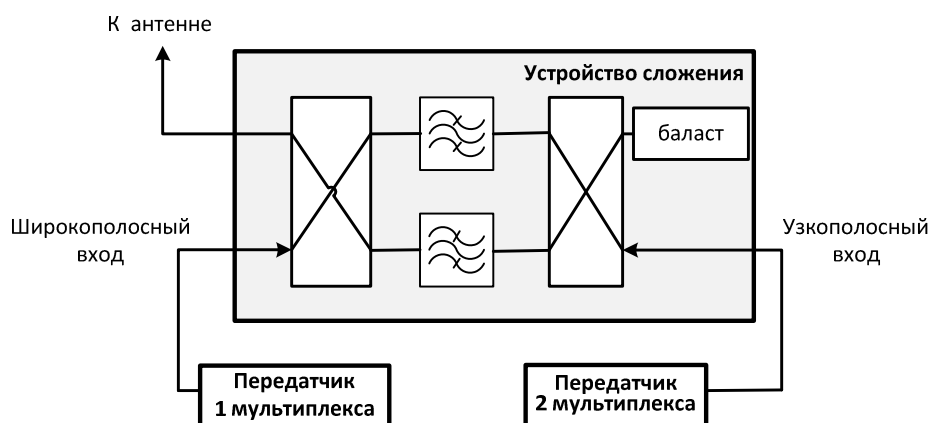 К антенне
Устройство сложения
баласт
Широкополосный
вход
Узкополосный
вход
Передатчик
1 мультиплекса
Передатчик
2 мультиплекса